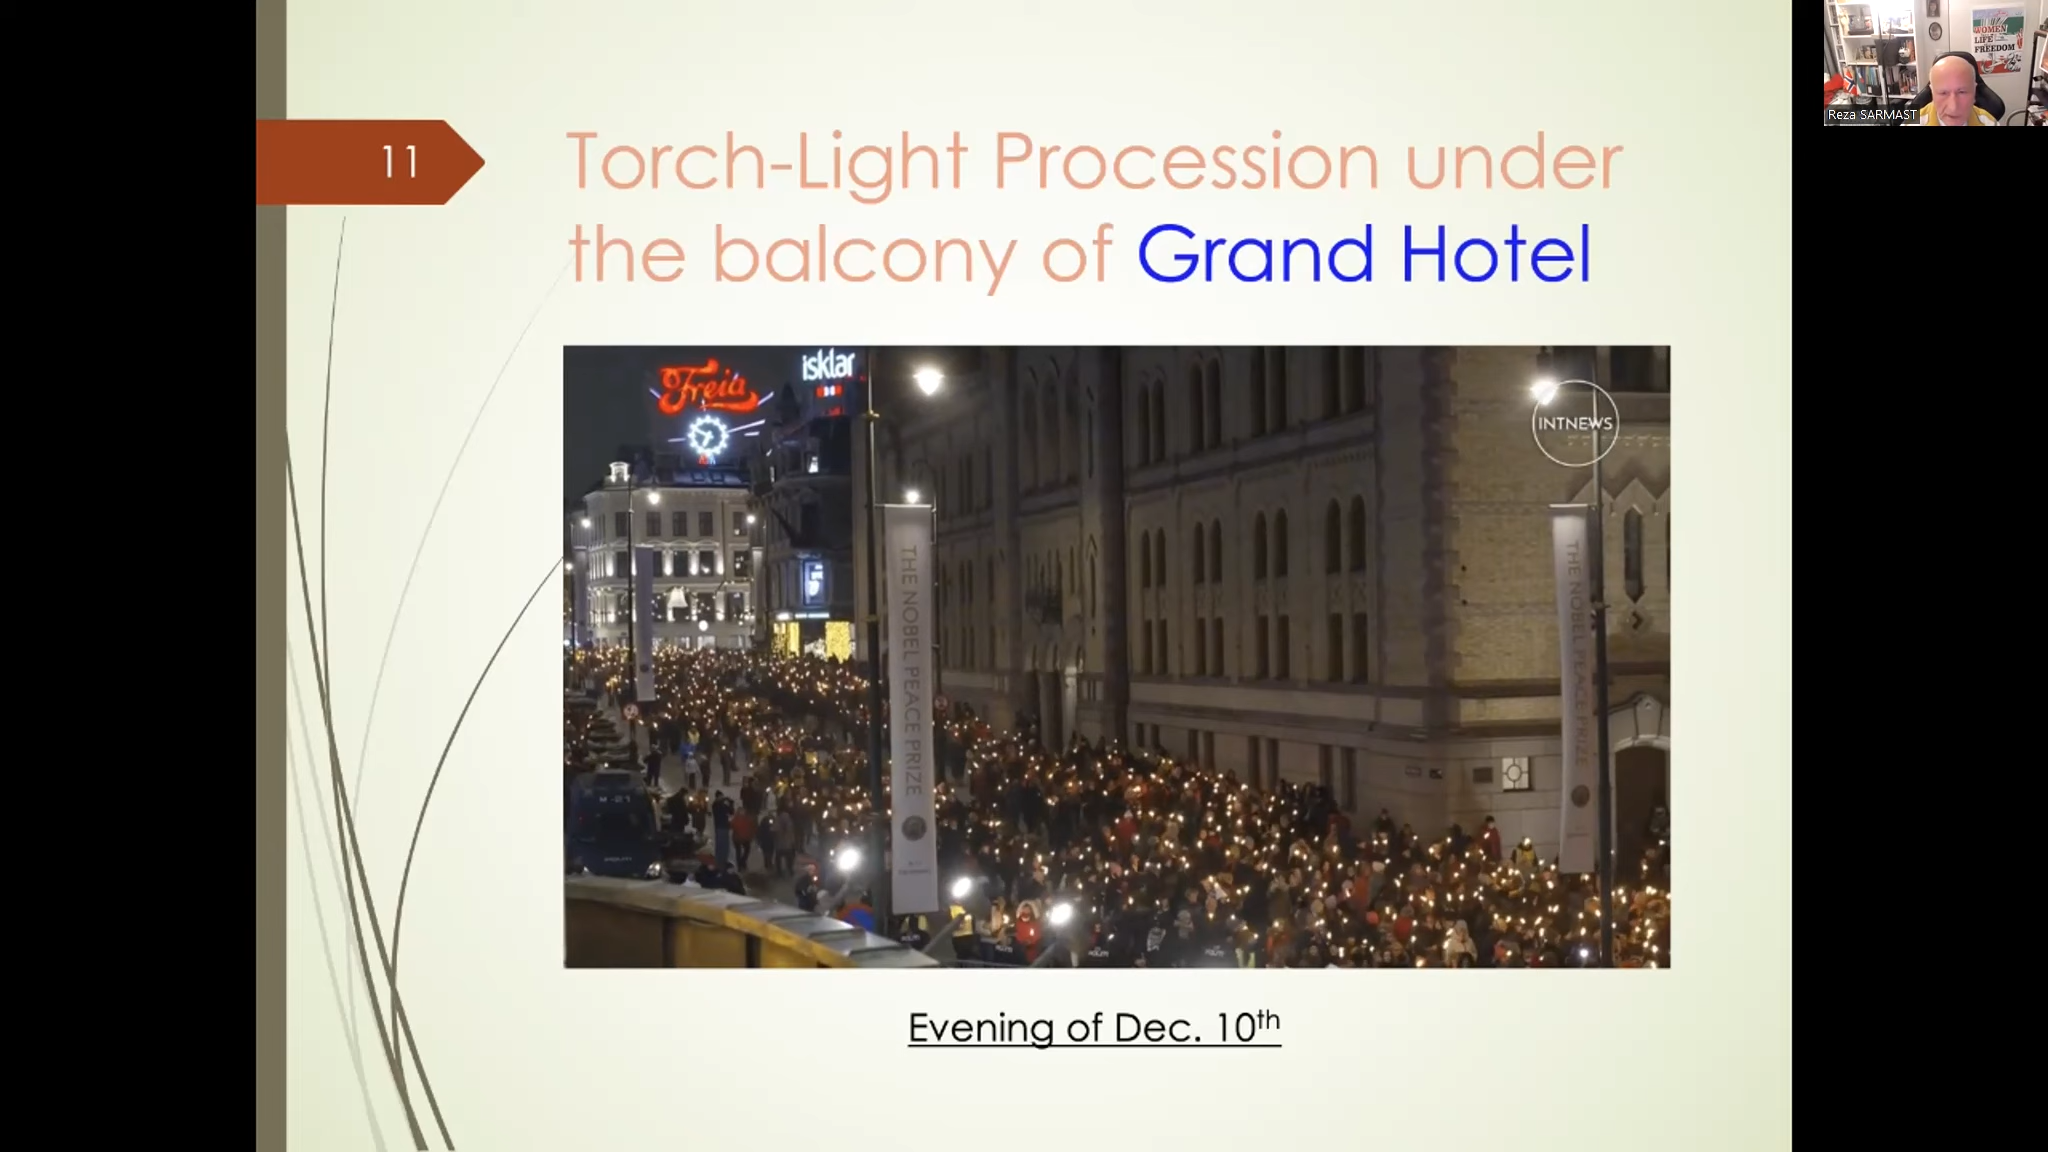 11
Torch-Light Procession under
the balcony of Grand Hotel
Freia
isklar
INTNEWS
THE NOBEL PEACE PRIZE
THE NOBEL PEACE PRIZE
Evening of Dec. 10th
WOMEN
LIFE
FREEDOM
Reza SARMAST